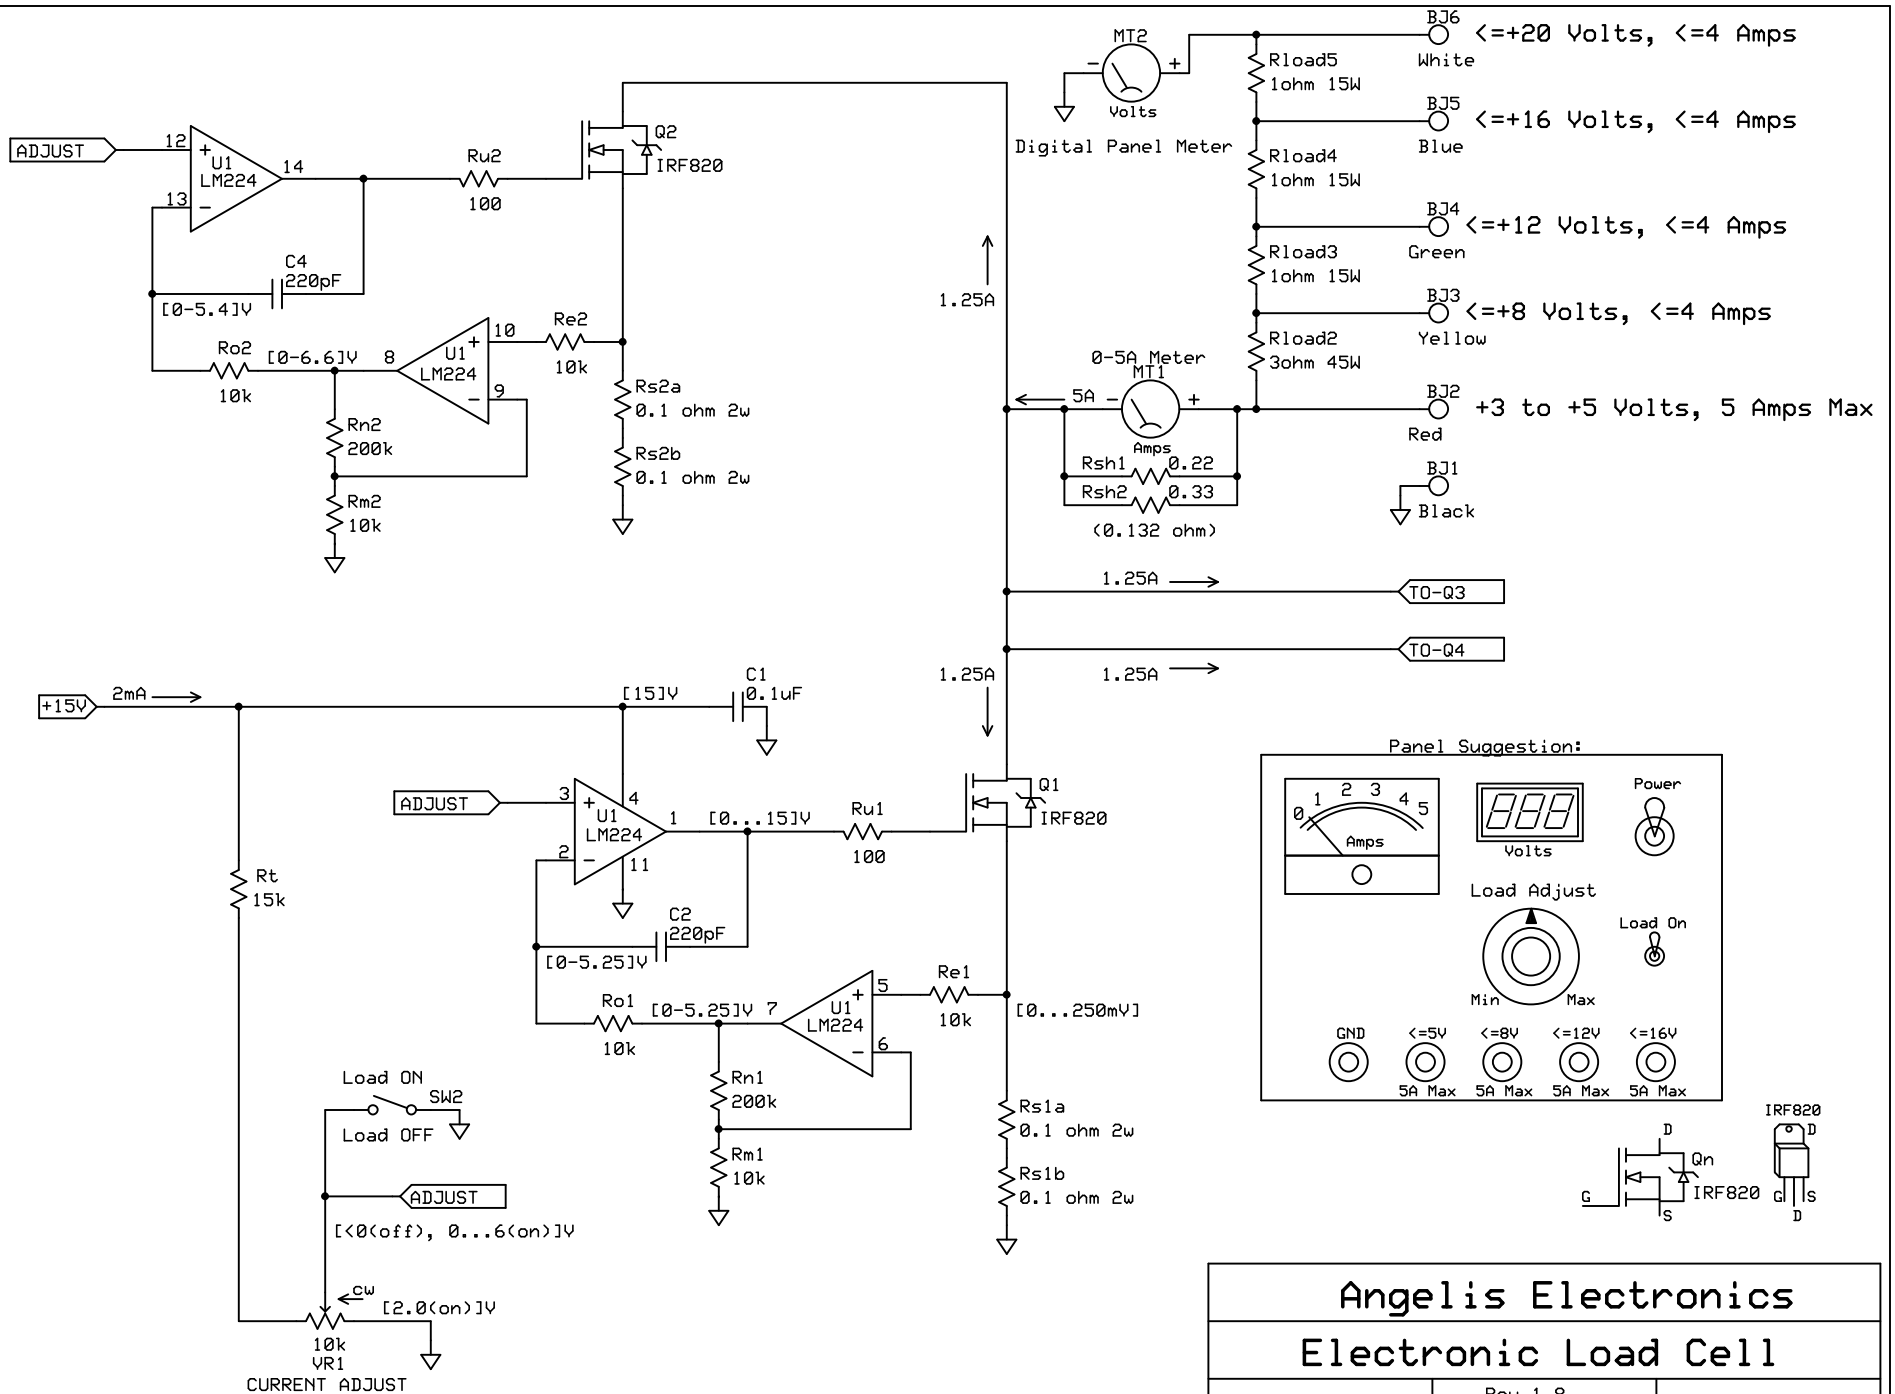 BJ6
<=+20 Volts, <=4 Amps
White
MT2
-
+
Volts
Digital Panel Meter
Rload5
1ohm 15W
BJ5
<=+16 Volts, <=4 Amps
Blue
Rload4
1ohm 15W
BJ4
<=+12 Volts, <=4 Amps
Green
Rload3
1ohm 15W
BJ3
<=+8 Volts, <=4 Amps
Yellow
Rload2
3ohm 45W
BJ2
+3 to +5 Volts, 5 Amps Max
Red
BJ1
Black
0-5A Meter
MT1
5A
-
+
Amps
Rsh1
0.22
Rsh2
0.33
(0.132 ohm)
ADJUST
12
+
U1
LM224
14
13
-
Ru2
100
Q2
IRF820
C4
220pF
[0-5.4]V
Ro2
10k
[0-6.6]V
8
U1
LM224
+
10
-
9
Re2
10k
Rn2
200k
Rm2
10k
Rs2a
0.1 ohm 2w
Rs2b
0.1 ohm 2w
1.25A
1.25A
TO-Q3
TO-Q4
1.25A
1.25A
+15V
2mA
[15]V
C1
0.1uF
ADJUST
3
+
4
U1
LM224
1
2
-
11
[0...15]V
Ru1
100
Q1
IRF820
C2
220pF
[0-5.25]V
Ro1
10k
[0-5.25]V
7
U1
LM224
+
5
-
6
Re1
10k
[0...250mV]
Rn1
200k
Rm1
10k
Rs1a
0.1 ohm 2w
Rs1b
0.1 ohm 2w
Rt
15k
Load ON
SW2
Load OFF
ADJUST
[<0(off), 0...6(on)]V
cw
[2.0(on)]V
10k
VR1
CURRENT ADJUST
Panel Suggestion:
0
1
2
3
4
5
Amps
888
Volts
Power
Load Adjust
Min
Max
Load On
GND
<=5V
<=8V
<=12V
<=16V
5A Max
5A Max
5A Max
5A Max
D
Qn
IRF820
G
S
IRF820
D
G
S
D
Angelis Electronics
Electronic Load Cell
Rev 1.8